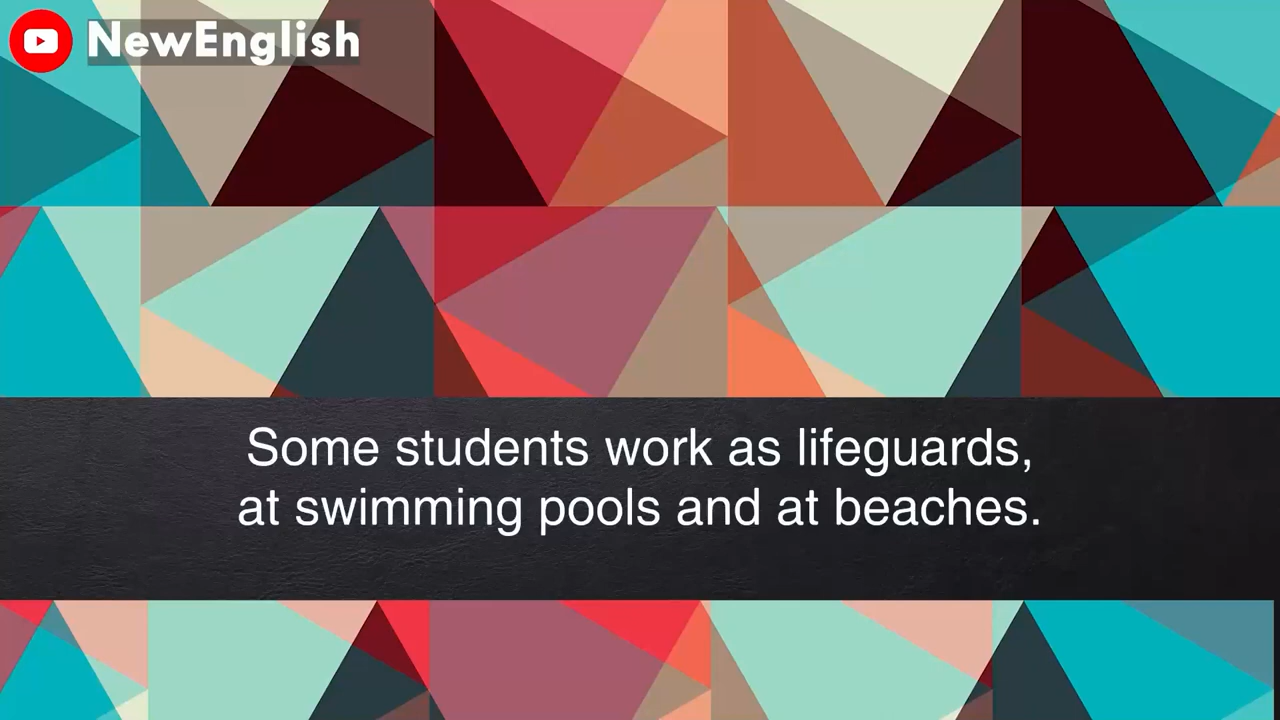 NewEnglish
Some students work as lifeguards,
at swimming pools and at beaches.